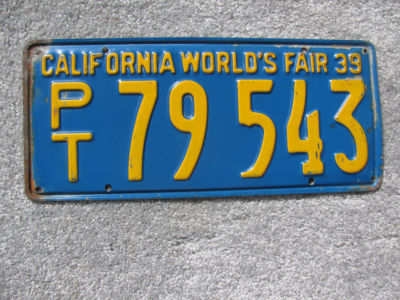 CALIFORNIA WORLD'S FAIR 39
PT 79 543